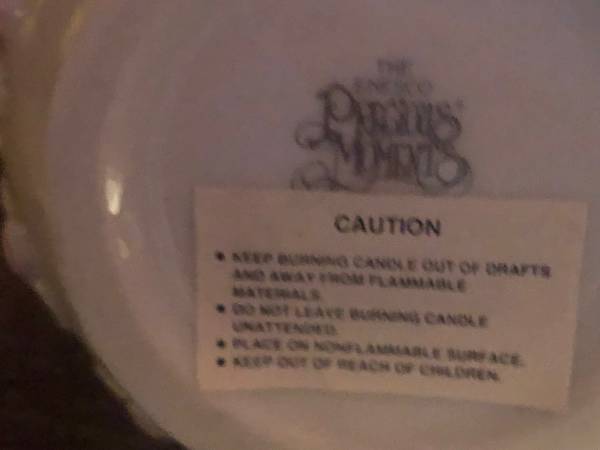 THE
ENESCO
PRECIOUS
MOMENTS
CAUTION
• KEEP BURNING CANDLE OUT OF DRAFTS
AND AWAY FROM FLAMMABLE
MATERIALS.
• DO NOT LEAVE BURNING CANDLE
UNATTENDED.
• PLACE ON NONFLAMMABLE SURFACE.
• KEEP OUT OF REACH OF CHILDREN.